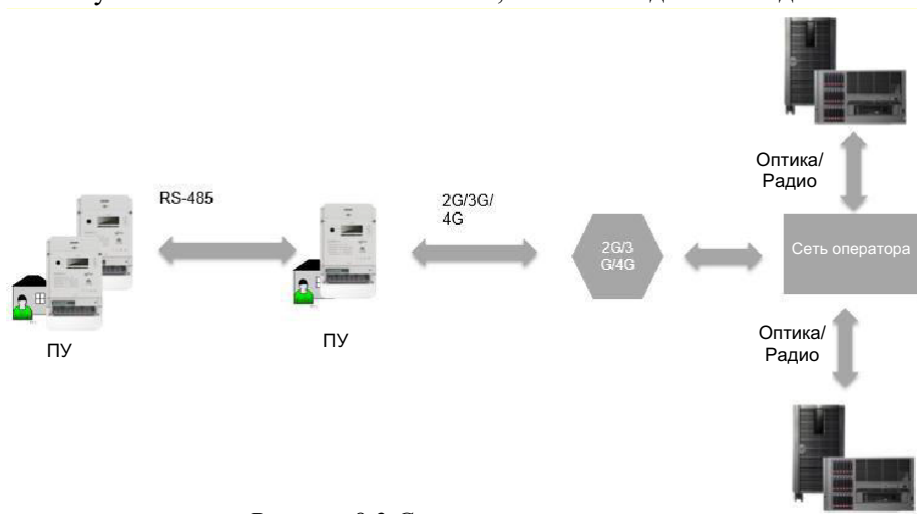 Оптика/
Радио
RS-485
2G/3G/
4G
2G/3
G/4G
Сеть оператора
ПУ
ПУ
Оптика/
Радио